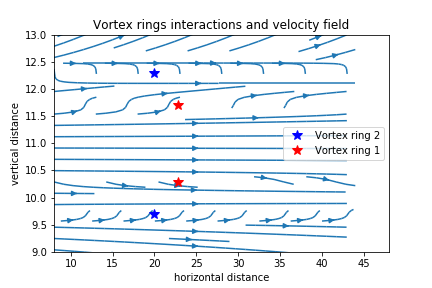 Vortex rings interactions and velocity field
13.0
12.5
12.0
11.5
11.0
10.5
10.0
9.5
9.0
vertical distance
Vortex ring 2
Vortex ring 1
10 15 20 25 30 35 40 45
horizontal distance